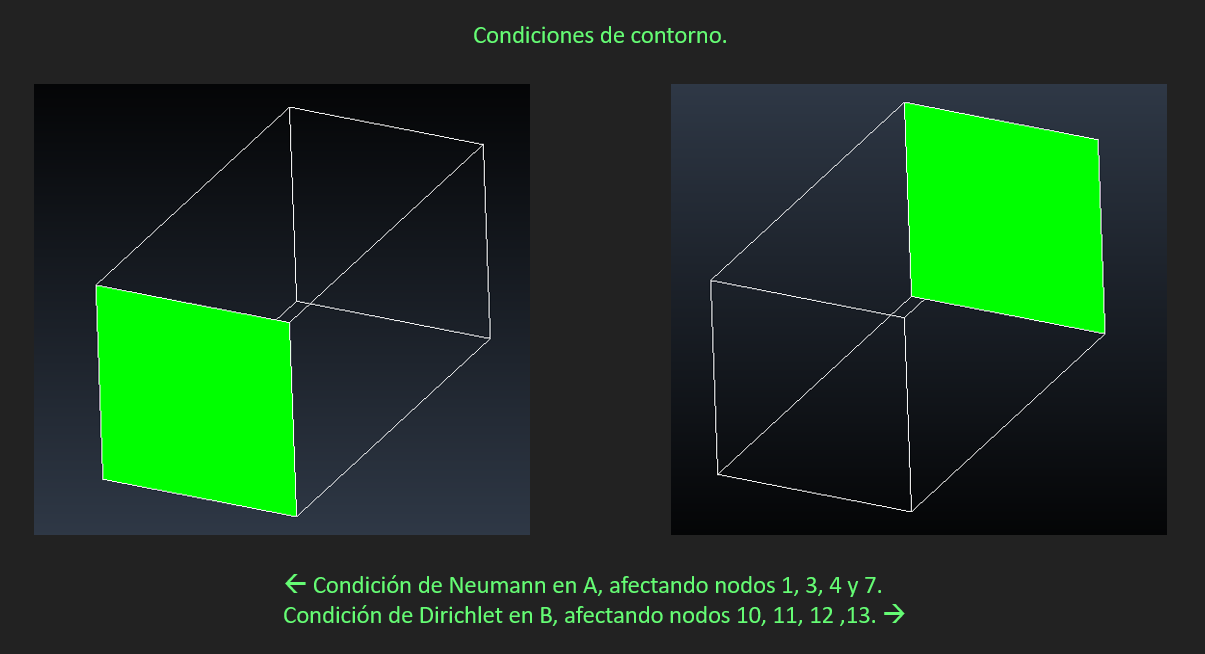 Condiciones de contorno.
← Condición de Neumann en A, afectando nodos 1, 3, 4 y 7.
Condición de Dirichlet en B, afectando nodos 10, 11, 12 ,13. →